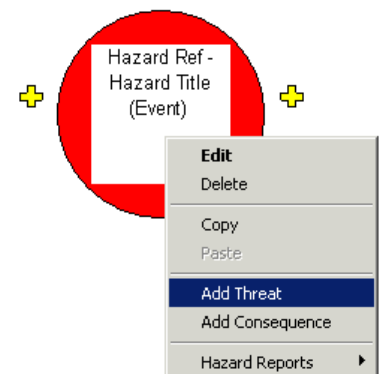 Hazard Ref -
Hazard Title
(Event)
Edit
Delete
Copy
Paste
Add Threat
Add Consequence
Hazard Reports